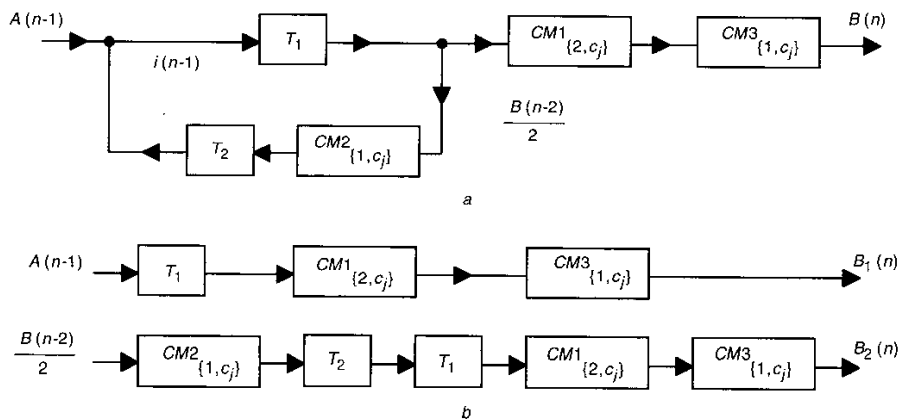 A(n-1) T₁ CM1{2,cⱼ} CM3{1,cⱼ} B(n)
i(n-1)
B(n-2)
2
T₂ CM2{1,cⱼ}
a
A(n-1) T₁ CM1{2,cⱼ} CM3{1,cⱼ} B₁(n)
B(n-2)
2
CM2{1,cⱼ} T₂ T₁ CM1{2,cⱼ} CM3{1,cⱼ} B₂(n)
b